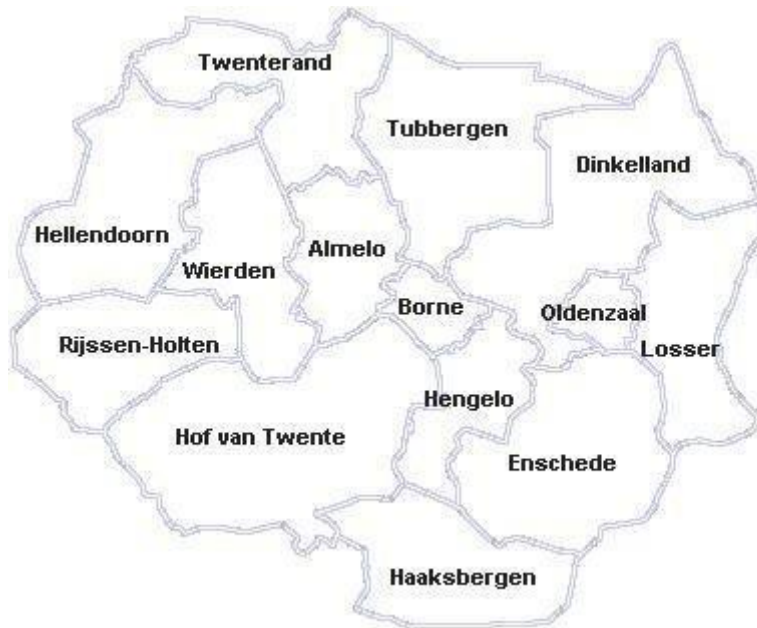 Twenterand
Tubbergen
Dinkelland
Hellendoorn
Almelo
Wierden
Borne
Oldenzaal
Rijssen-Holten
Losser
Hengelo
Hof van Twente
Enschede
Haaksbergen